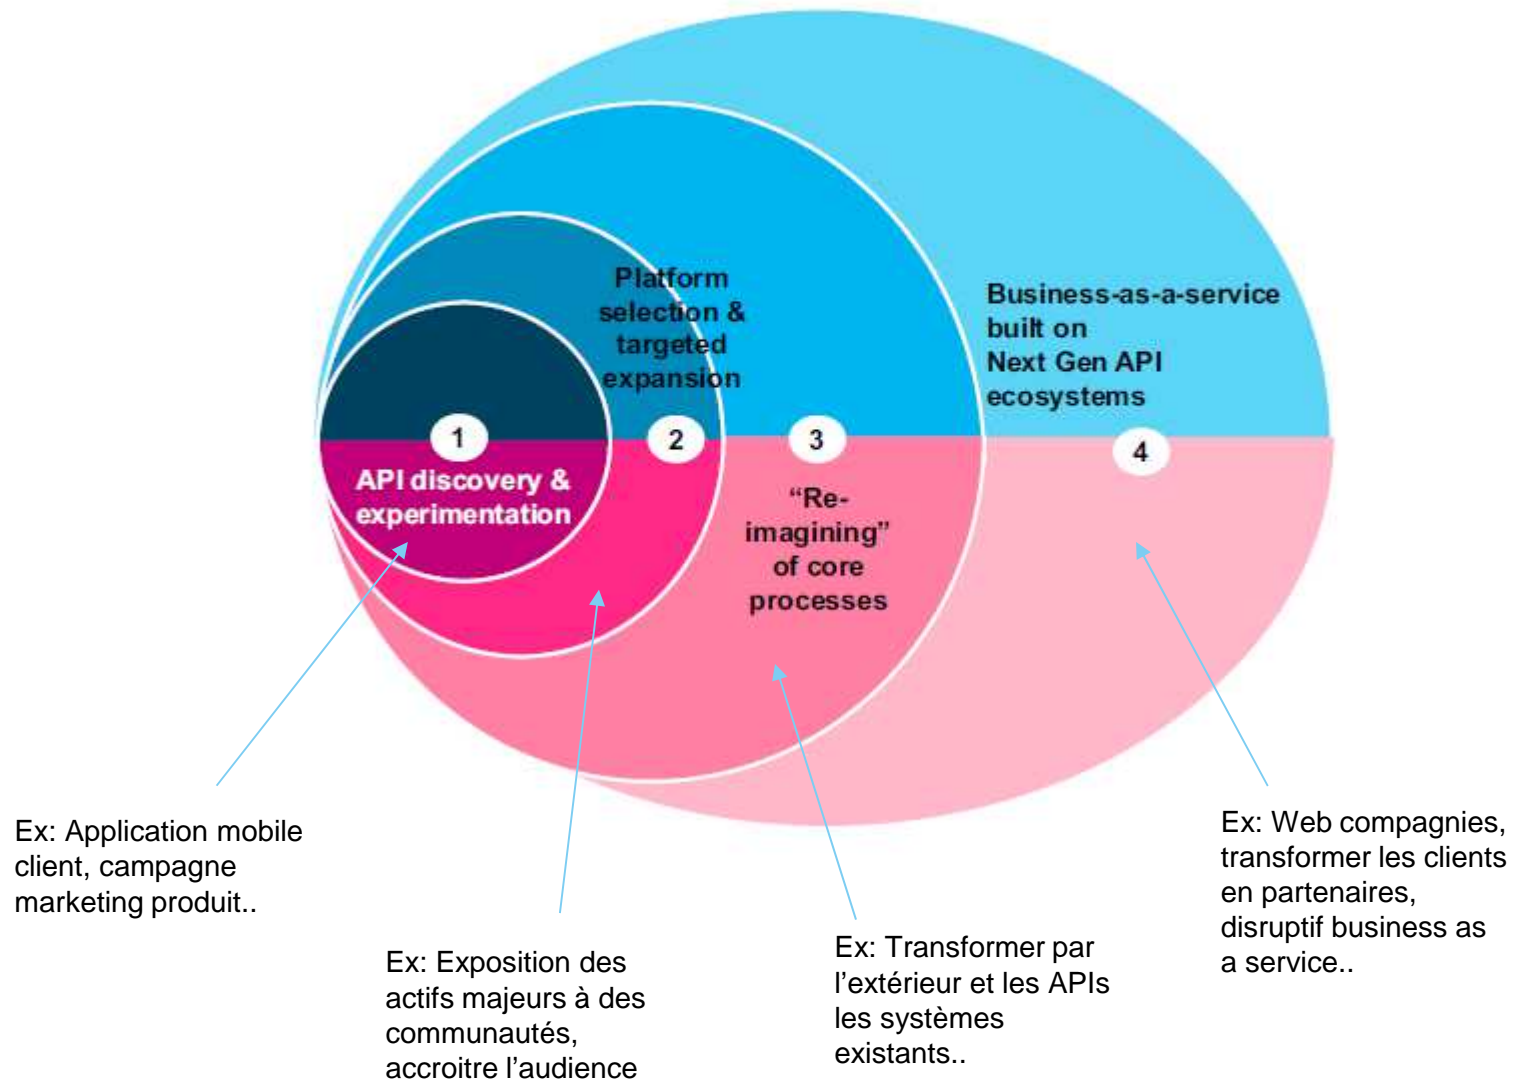 Platform
selection &
targeted
expansion
Business-as-a-service
built on
Next Gen API
ecosystems
1
2
3
4
API discovery &
experimentation
“Re-
imagining”
of core
processes
Ex: Application mobile
client, campagne
marketing produit..
Ex: Exposition des
actifs majeurs à des
communautés,
accroitre l’audience
Ex: Transformer par
l’extérieur et les APIs
les systèmes
existants..
Ex: Web compagnies,
transformer les clients
en partenaires,
disruptif business as
a service..